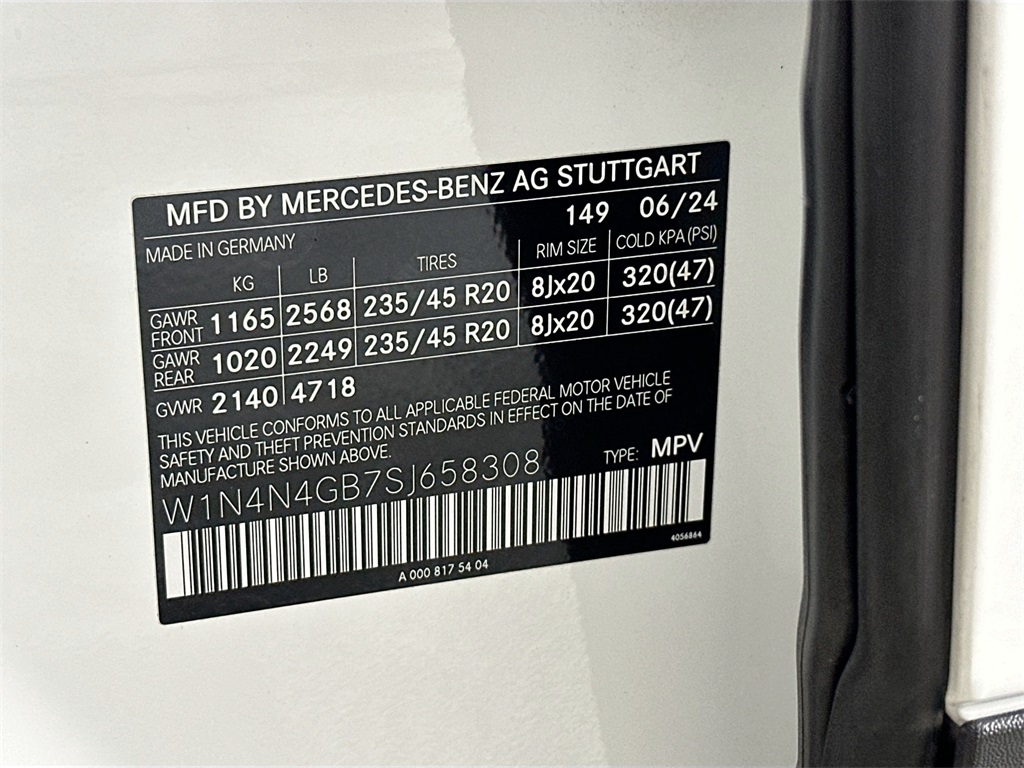 MFD BY MERCEDES-BENZ AG STUTTGART
MADE IN GERMANY 149 06/24
KG LB TIRES RIM SIZE COLD KPA (PSI)
GAWR FRONT 1165 2568 235/45 R20 8Jx20 320(47)
GAWR REAR 1020 2249 235/45 R20 8Jx20 320(47)
GVWR 2140 4718
THIS VEHICLE CONFORMS TO ALL APPLICABLE FEDERAL MOTOR VEHICLE
SAFETY AND THEFT PREVENTION STANDARDS IN EFFECT ON THE DATE OF
MANUFACTURE SHOWN ABOVE.
W1N4N4GB7SJ658308 TYPE: MPV
4056864
A 000 817 54 04